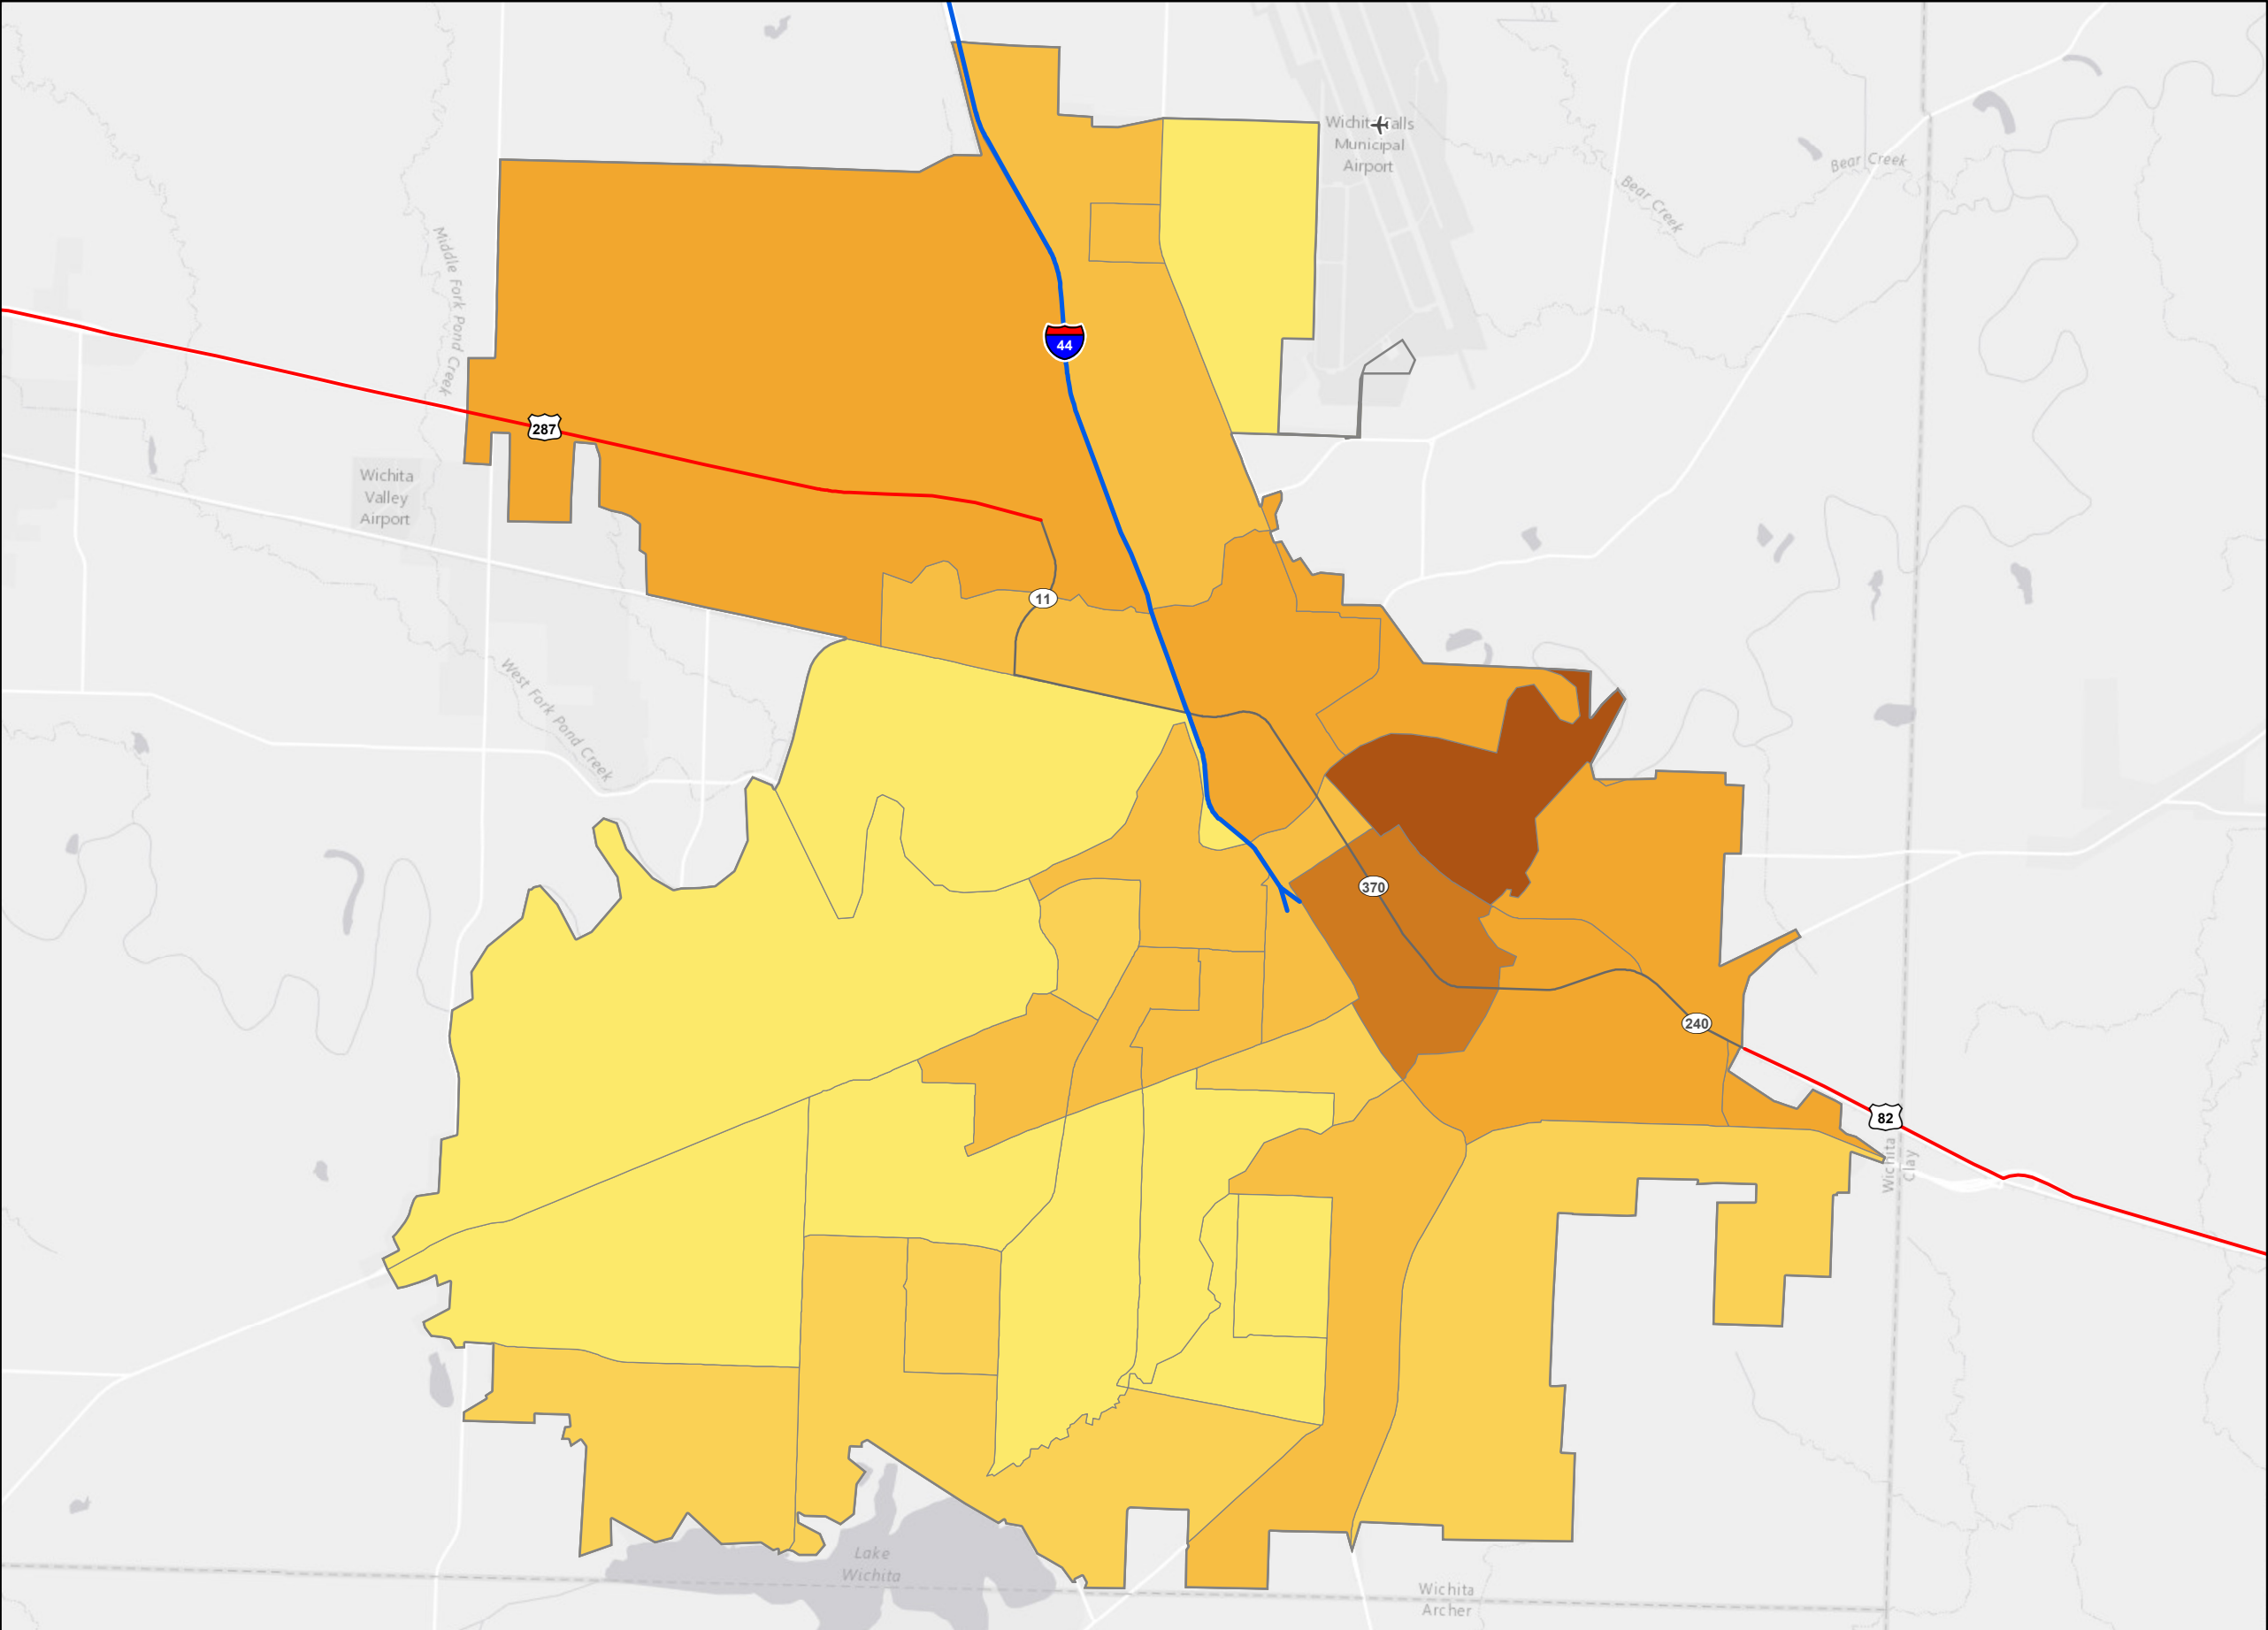 Wichita Falls
Municipal
Airport
Bear Creek
Bear Creek
Middle Fork Pond Creek
44
287
Wichita
Valley
Airport
11
West Fork Pond Creek
370
240
82
Wichita
Clay
Lake
Wichita
Wichita
Archer